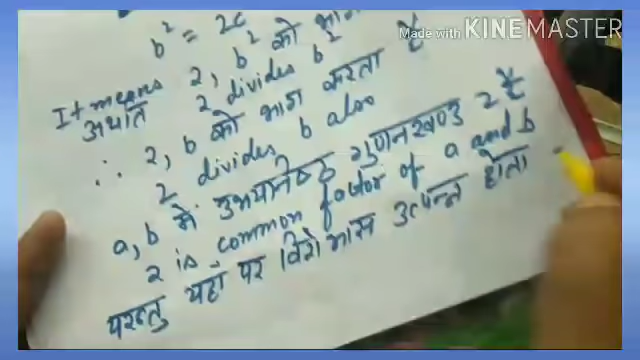 Made with KINEMASTER
b² = 2c
It means 2, b² को भाग
अर्थात 2 divides b²
∴ 2, b को भाग करता है
2 divides b also
a, b में उभयनिष्ठ गुणनखण्ड 2 है
2 is common factor of a and b
परन्तु यहाँ पर विरोभास उत्पन्न होता